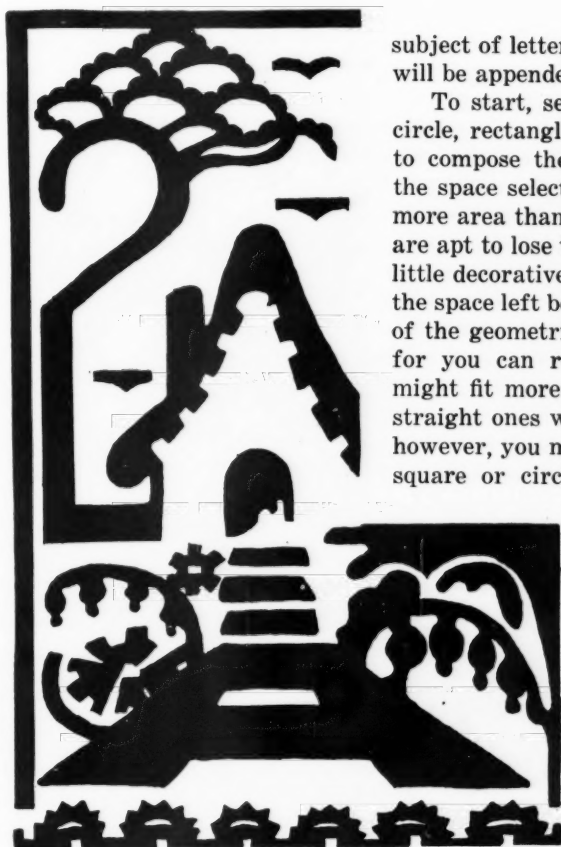 subject of letter
will be appende
To start, se
circle, rectangl
to compose the
the space select
more area than
are apt to lose
little decorative
the space left b
of the geometri
for you can r
might fit more
straight ones w
however, you n
square or circ